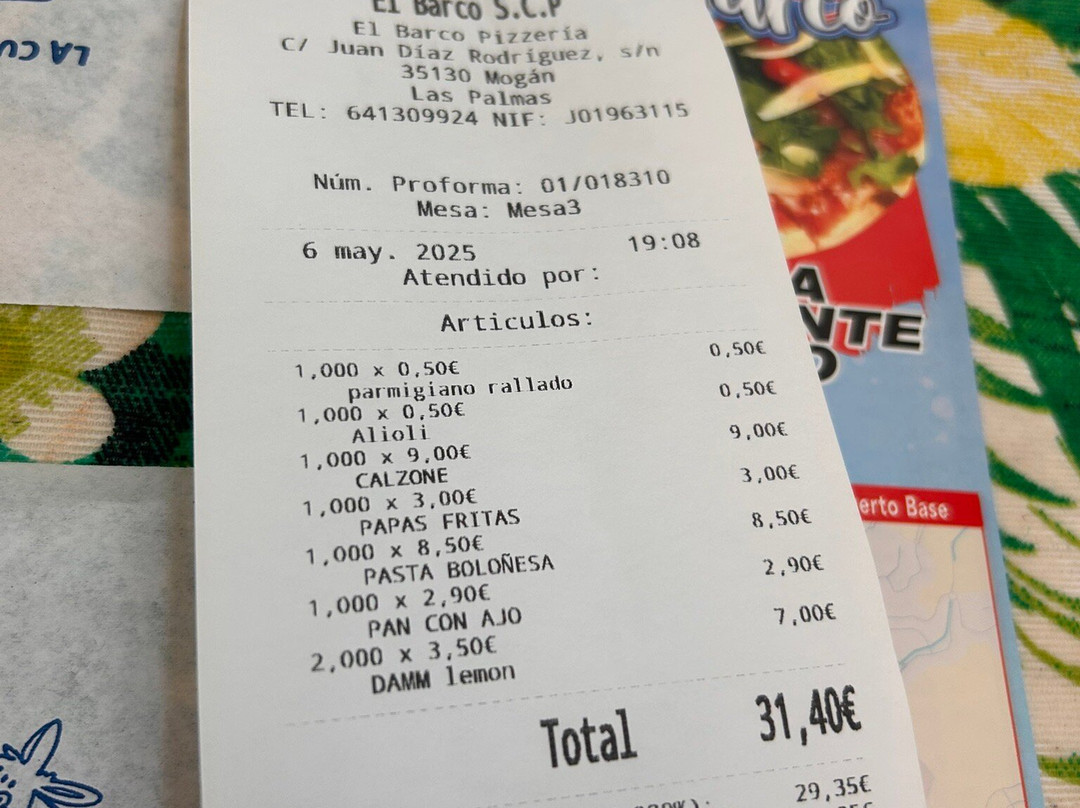 El Barco S.C.P
El Barco Pizzería
C/ Juan Díaz Rodríguez, s/n
35130 Mogán
Las Palmas
TEL: 641309924 NIF: J01963115
Núm. Proforma: 01/018310
Mesa: Mesa3
6 may. 2025 19:08
Atendido por:
Articulos:
1,000 x 0,50€ 0,50€
parmigiano rallado
1,000 x 0,50€ 0,50€
Alioli
1,000 x 9,00€ 9,00€
CALZONE
1,000 x 3,00€ 3,00€
PAPAS FRITAS
1,000 x 8,50€ 8,50€
PASTA BOLOÑESA
1,000 x 2,90€ 2,90€
PAN CON AJO
2,000 x 3,50€ 7,00€
DAMM lemon
Total 31,40€
29,35€
LA CU
arco
A
NTE
O
erto Base